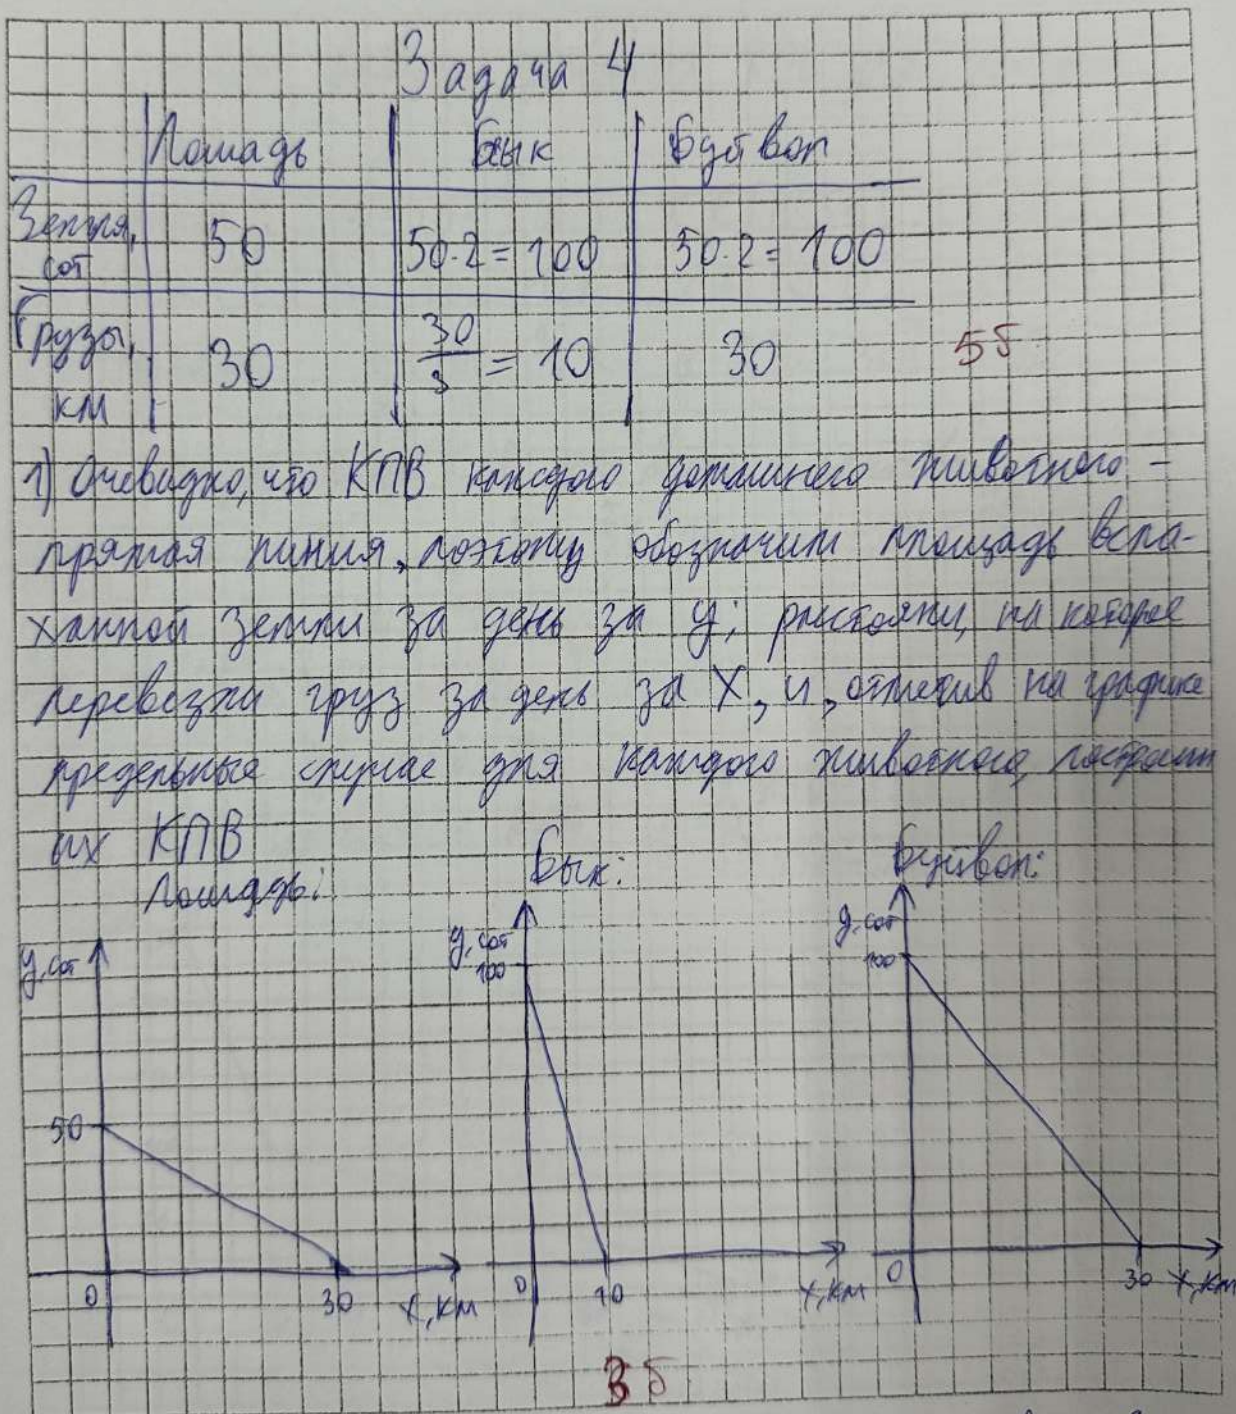 Задача 4
Лошадь Бык Буйвол
Земля, сот 50 50·2=100 50·2=100
Грузы, км 30 30/3 = 10 30 5б
1) Очевидно, что КПВ каждого домашнего животного –
прямая линия, поэтому обозначим площадь вспа-
ханной земли за день за y; расстояни, на которое
перевезли груз за день за X, и, отметив на графике
предельные случае для каждого животного, построим
их КПВ
Лошадь: Бык: Буйвол:
y, сот y, сот y, сот
100 100
50
0 30 X, км 0 10 X, км 0 30 X, км
3б